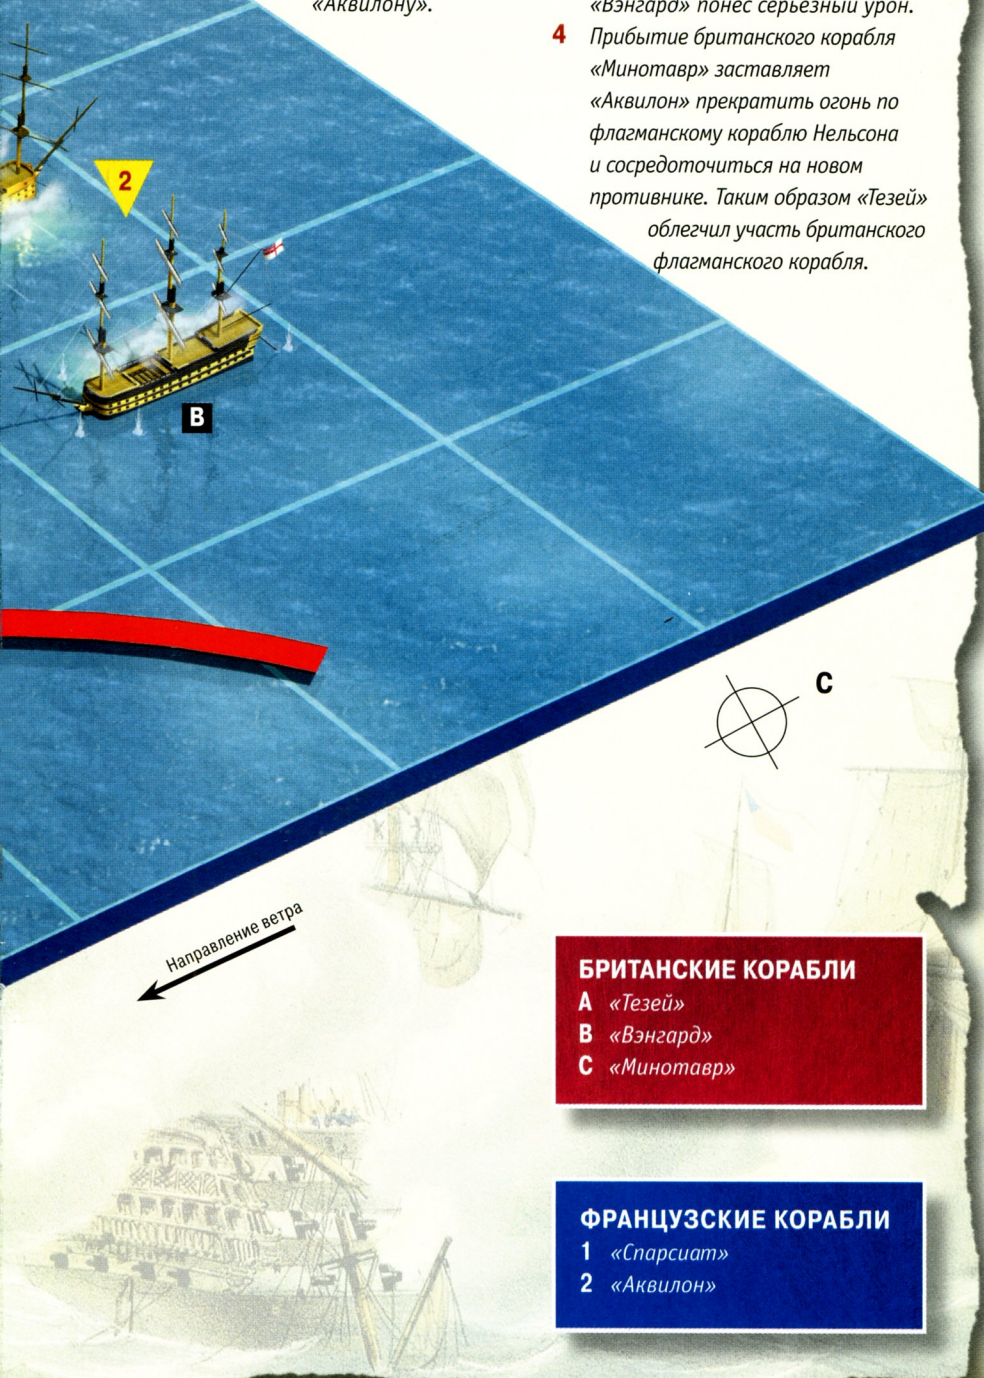 «Аквилону».
«Вэнгард» понес серьезный урон.
4 Прибытие британского корабля
«Минотавр» заставляет
«Аквилон» прекратить огонь по
флагманскому кораблю Нельсона
и сосредоточиться на новом
противнике. Таким образом «Тезей»
облегчил участь британского
флагманского корабля.
2
B
С
Направление ветра
БРИТАНСКИЕ КОРАБЛИ
A «Тезей»
B «Вэнгард»
C «Минотавр»
ФРАНЦУЗСКИЕ КОРАБЛИ
1 «Спарсиат»
2 «Аквилон»